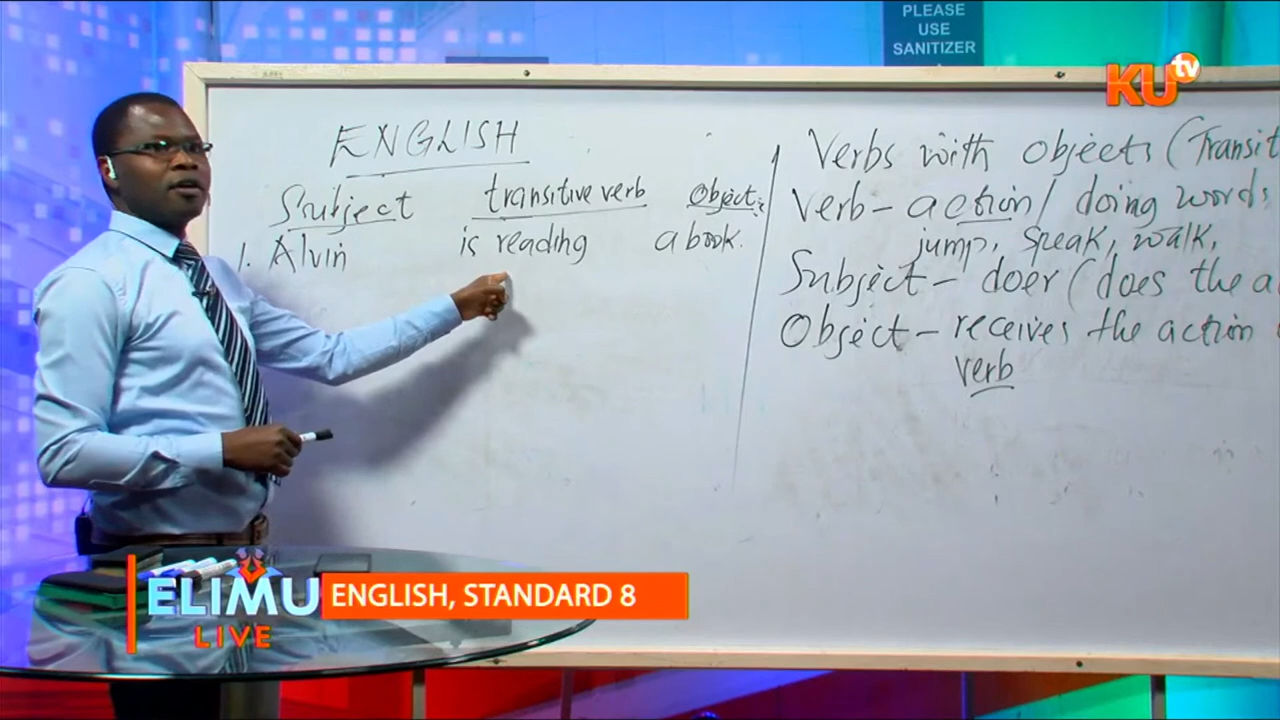 PLEASE
USE
SANITIZER
KU tv
ENGLISH
Subject transitive verb Object
1. Alvin is reading a book.
Verbs with objects (Transit
Verb – action / doing words
jump, speak, walk,
Subject – doer (does the a
Object – receives the action
verb
ELIMU
LIVE
ENGLISH, STANDARD 8